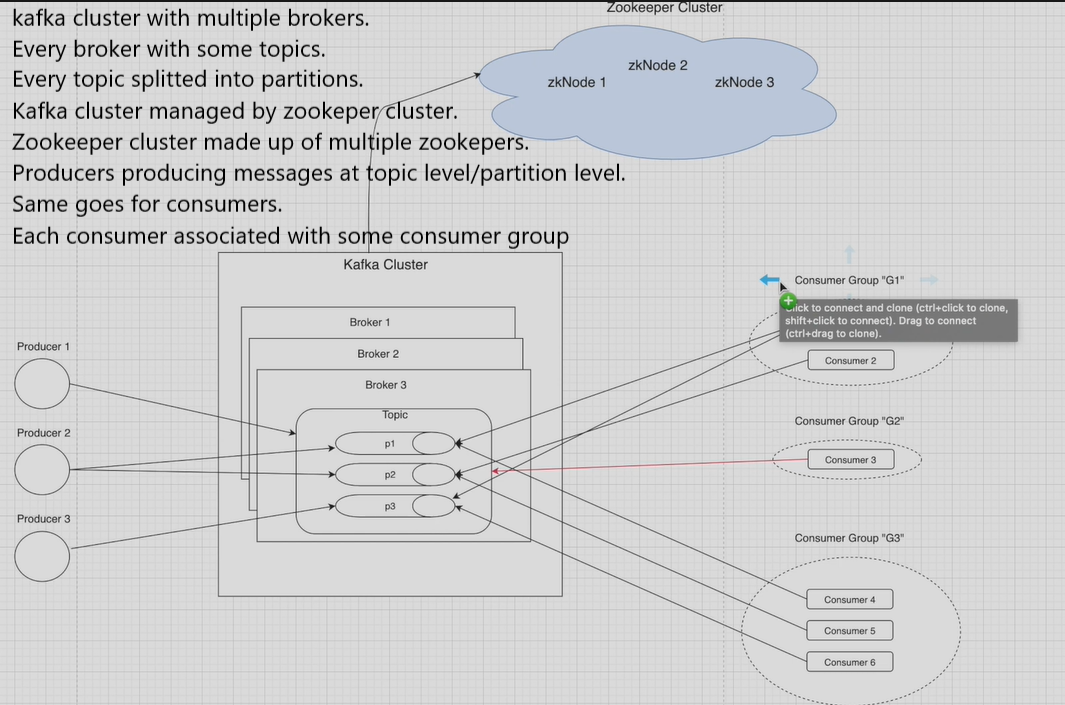 Zookeeper Cluster
kafka cluster with multiple brokers.
Every broker with some topics.
Every topic splitted into partitions.
Kafka cluster managed by zookeper cluster.
Zookeeper cluster made up of multiple zookepers.
Producers producing messages at topic level/partition level.
Same goes for consumers.
Each consumer associated with some consumer group
zkNode 1
zkNode 2
zkNode 3
Kafka Cluster
Broker 1
Broker 2
Broker 3
Topic
p1
p2
p3
Producer 1
Producer 2
Producer 3
Consumer Group "G1"
Click to connect and clone (ctrl+click to clone,
shift+click to connect). Drag to connect
(ctrl+drag to clone).
Consumer 2
Consumer Group "G2"
Consumer 3
Consumer Group "G3"
Consumer 4
Consumer 5
Consumer 6